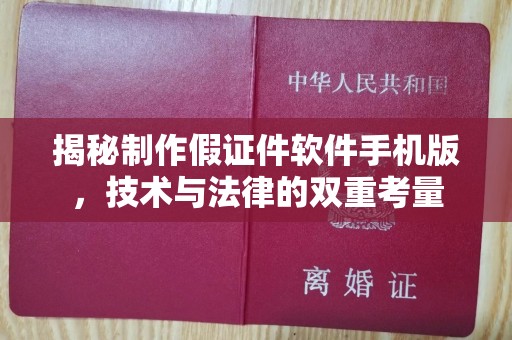 中华人民共和国
揭秘制作假证件软件手机版
，技术与法律的双重考量
离婚证